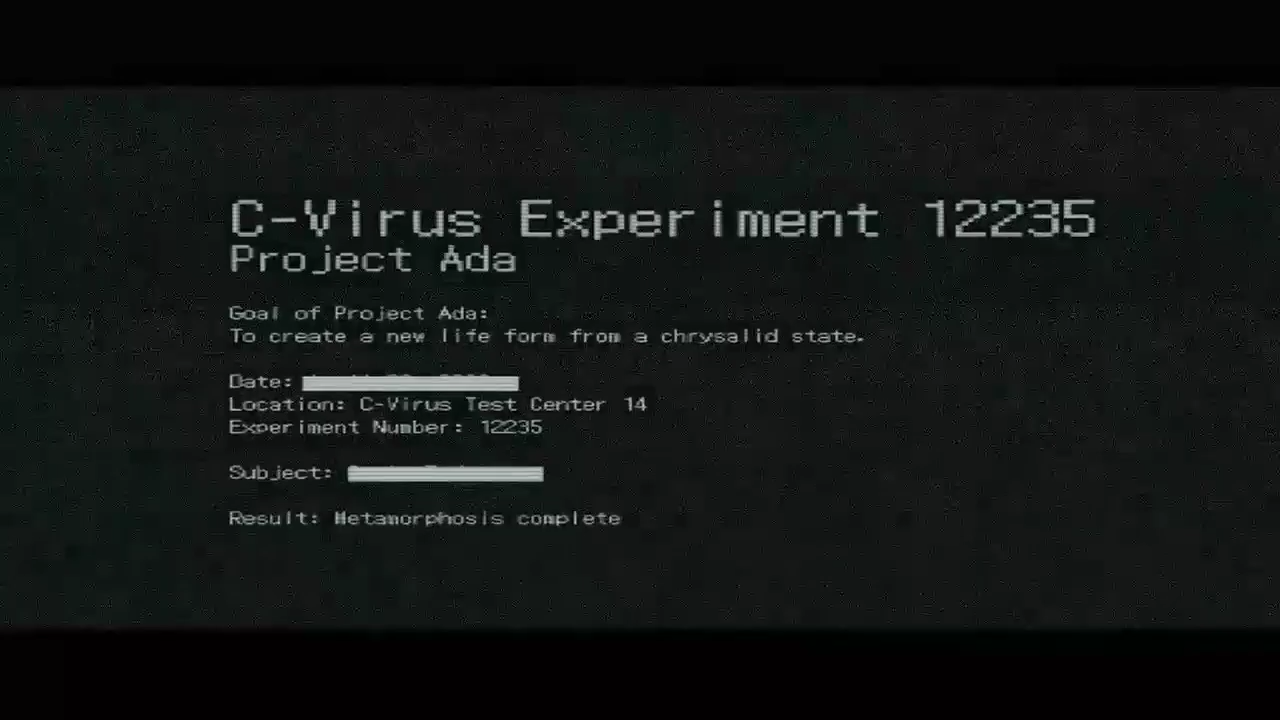 C-Virus Experiment 12235
Project Ada
Goal of Project Ada:
To create a new life form from a chrysalid state.
Date:
Location: C-Virus Test Center 14
Experiment Number: 12235
Subject:
Result: Metamorphosis complete